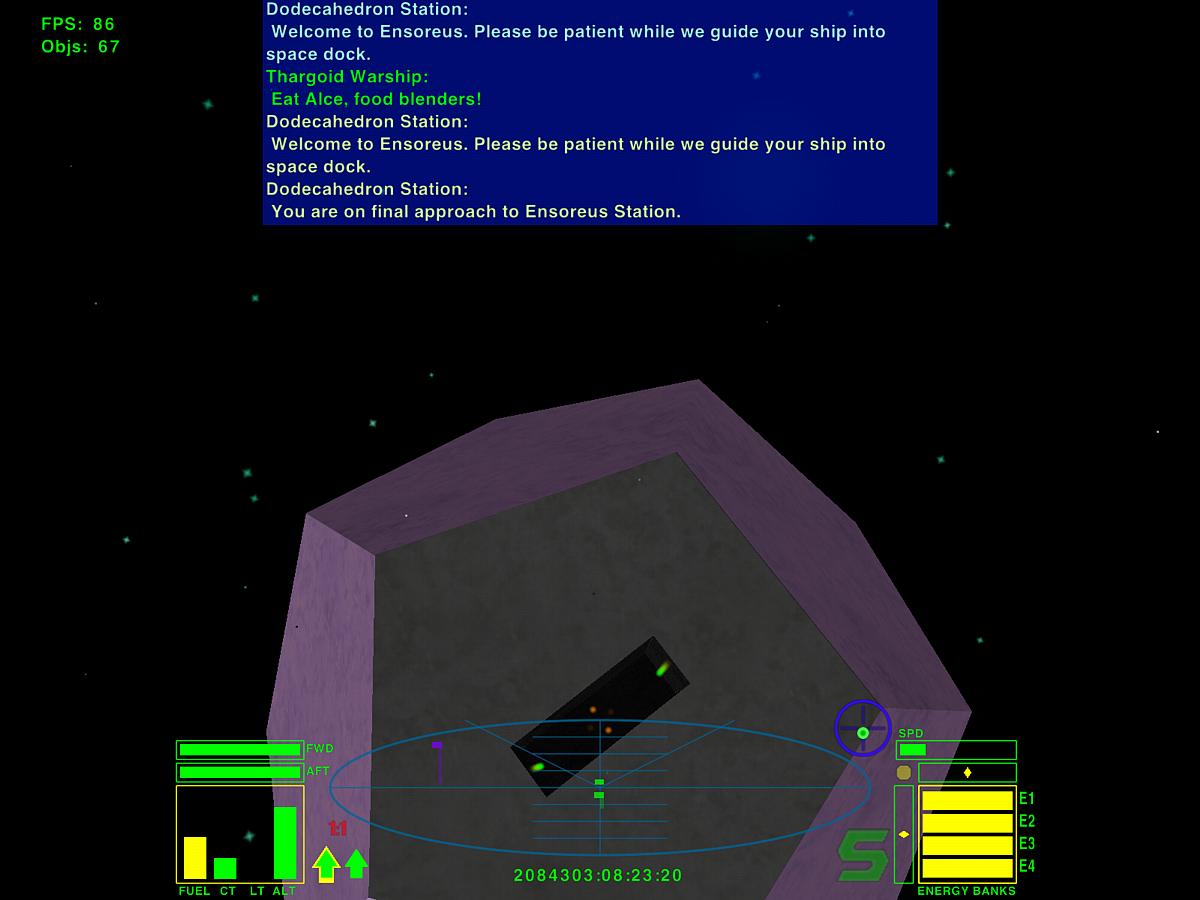 FPS: 86
Objs: 67
Dodecahedron Station:
Welcome to Ensoreus. Please be patient while we guide your ship into
space dock.
Thargoid Warship:
Eat Alce, food blenders!
Dodecahedron Station:
Welcome to Ensoreus. Please be patient while we guide your ship into
space dock.
Dodecahedron Station:
You are on final approach to Ensoreus Station.
FWD
AFT
1:1
FUEL CT LT ALT
2084303:08:23:20
S
SPD
E1
E2
E3
E4
ENERGY BANKS